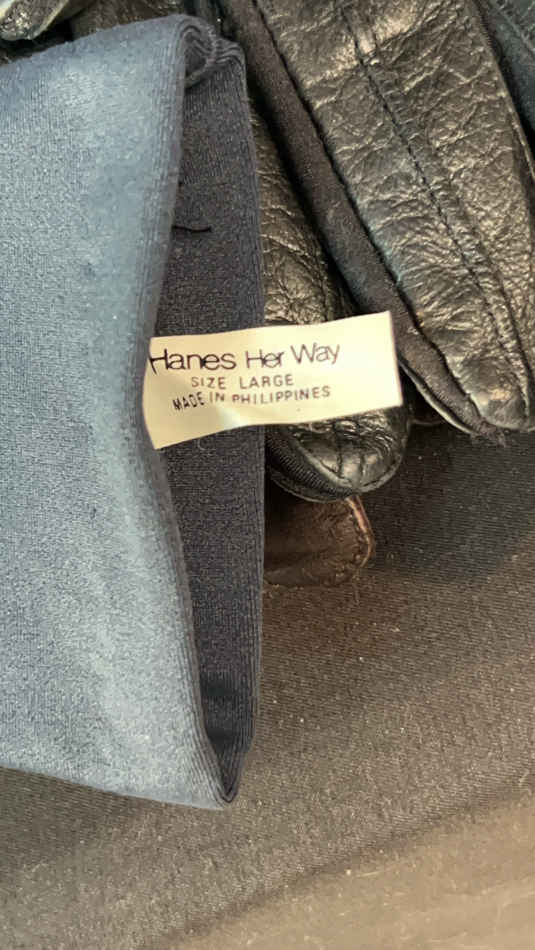 Hanes Her Way
SIZE LARGE
MADE IN PHILIPPINES